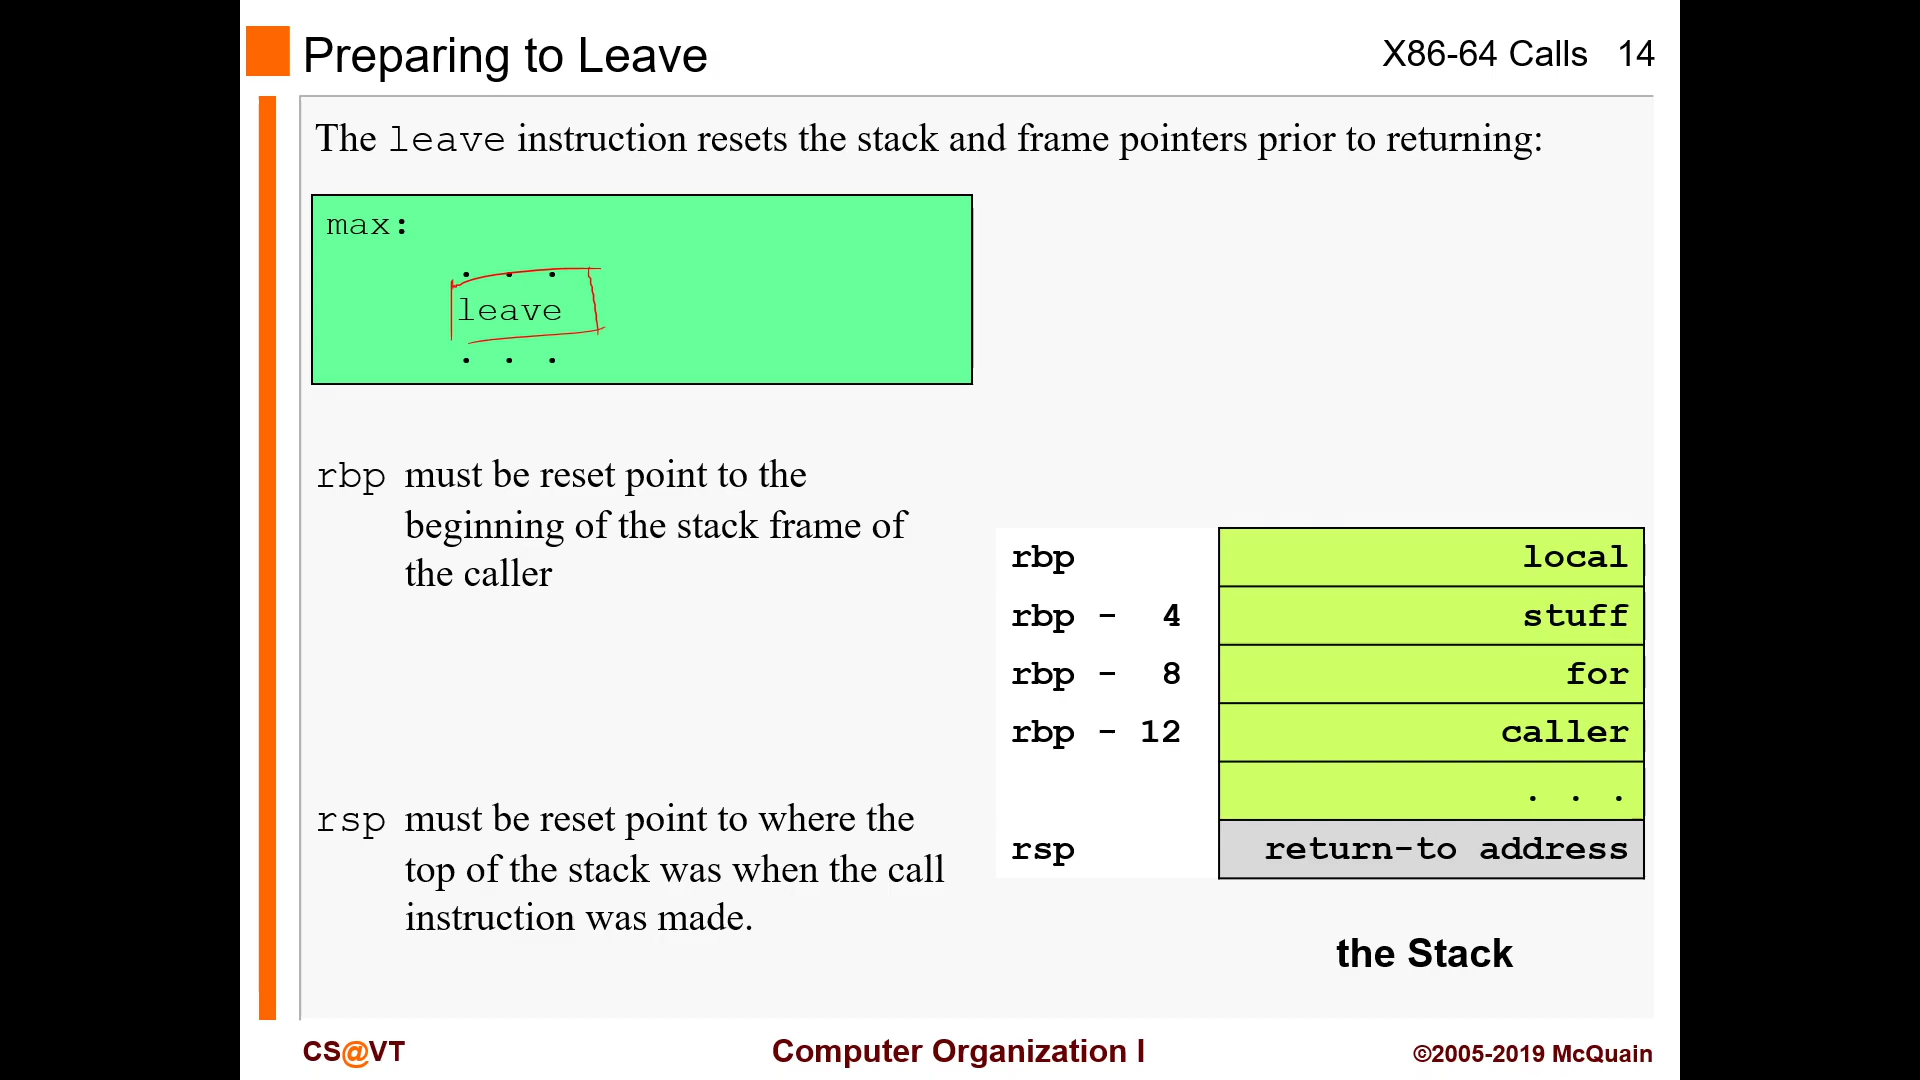 Preparing to Leave
X86-64 Calls 14
The leave instruction resets the stack and frame pointers prior to returning:
max:
. . .
leave
. . .
rbp must be reset point to the
beginning of the stack frame of
the caller
rsp must be reset point to where the
top of the stack was when the call
instruction was made.
rbp local
rbp - 4 stuff
rbp - 8 for
rbp - 12 caller
. . .
rsp return-to address
the Stack
CS@VT
Computer Organization I
©2005-2019 McQuain